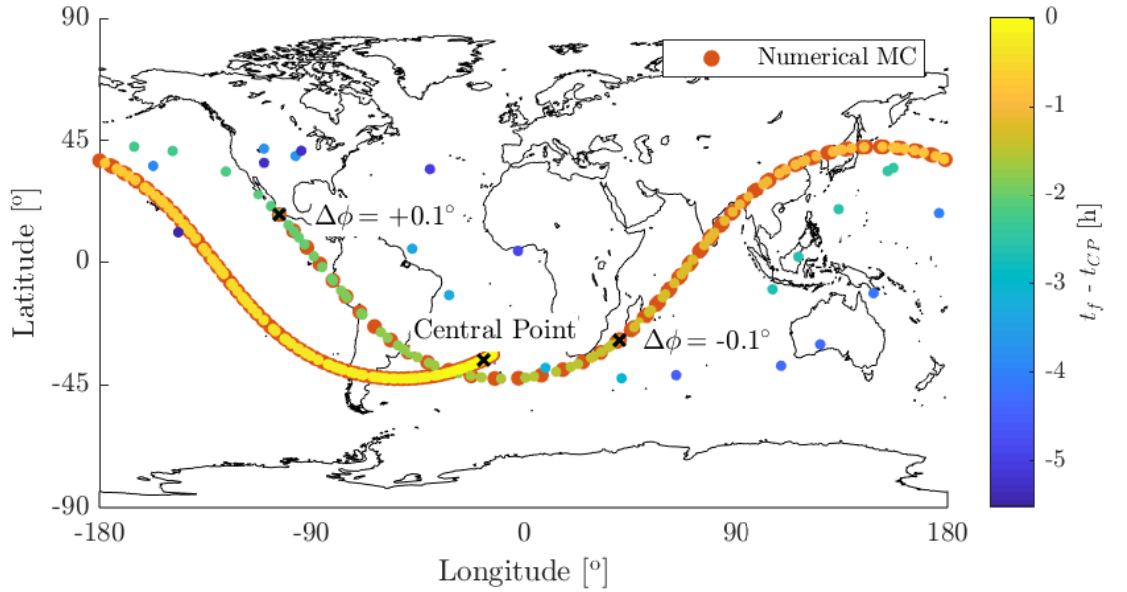 90
45
0
-45
-90
Latitude [°]
-180
-90
0
90
180
Longitude [°]
Numerical MC
Δϕ = +0.1°
Central Point
Δϕ = -0.1°
0
-1
-2
-3
-4
-5
t_f - t_CP [h]